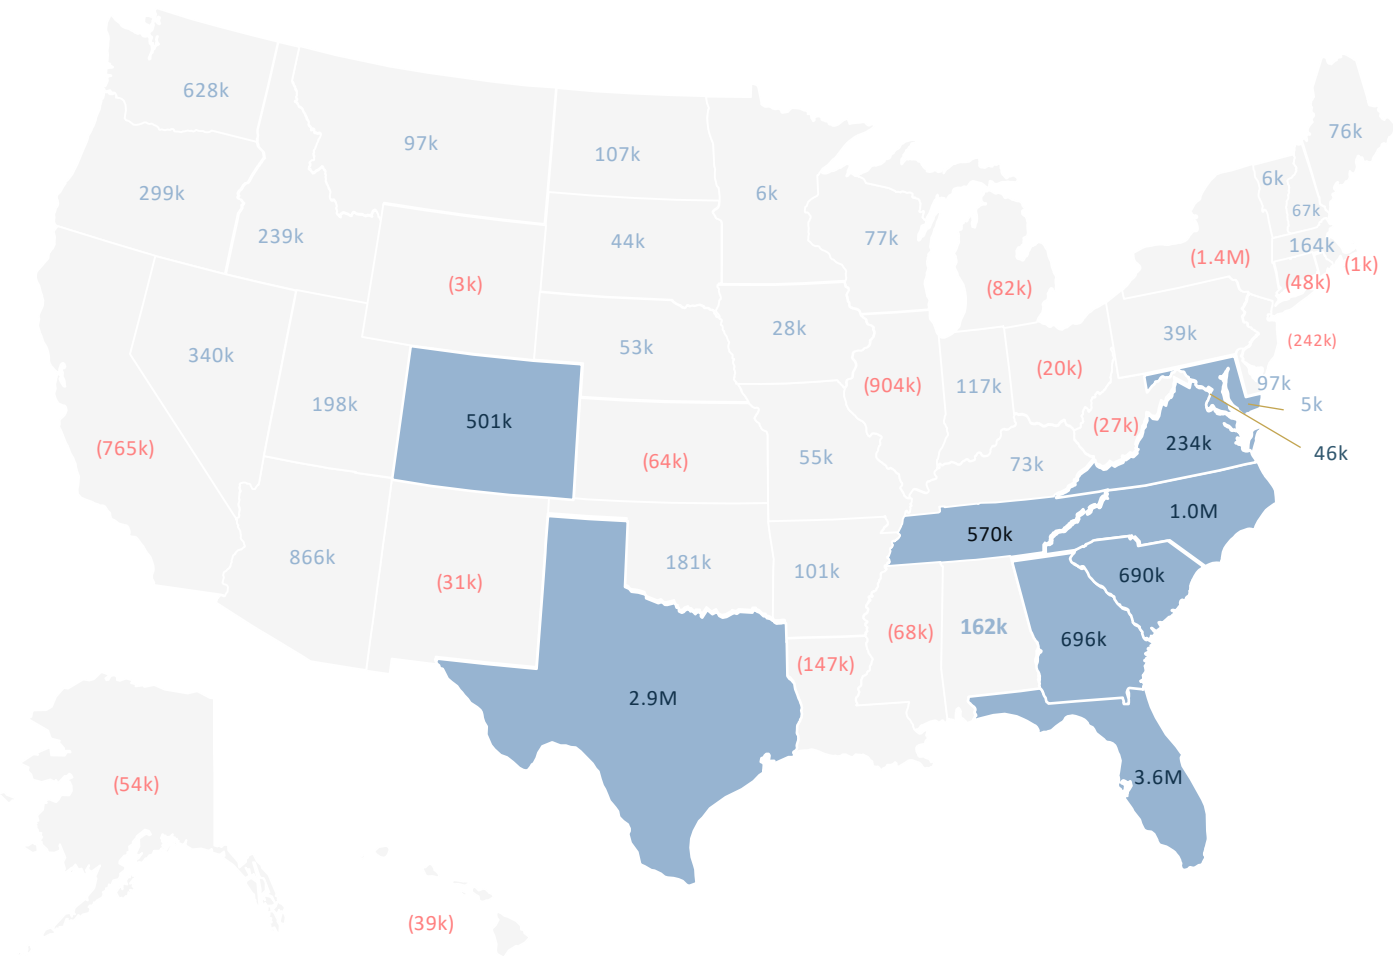 628k
97k
107k
76k
299k
239k
6k
6k
67k
44k
77k
164k
(1.4M)
(1k)
(3k)
(82k)
(48k)
340k
53k
28k
39k
(242k)
198k
501k
(904k)
117k
(20k)
97k
5k
(765k)
(64k)
55k
73k
(27k)
234k
46k
866k
(31k)
181k
101k
570k
1.0M
690k
(68k)
162k
696k
(147k)
2.9M
3.6M
(54k)
(39k)